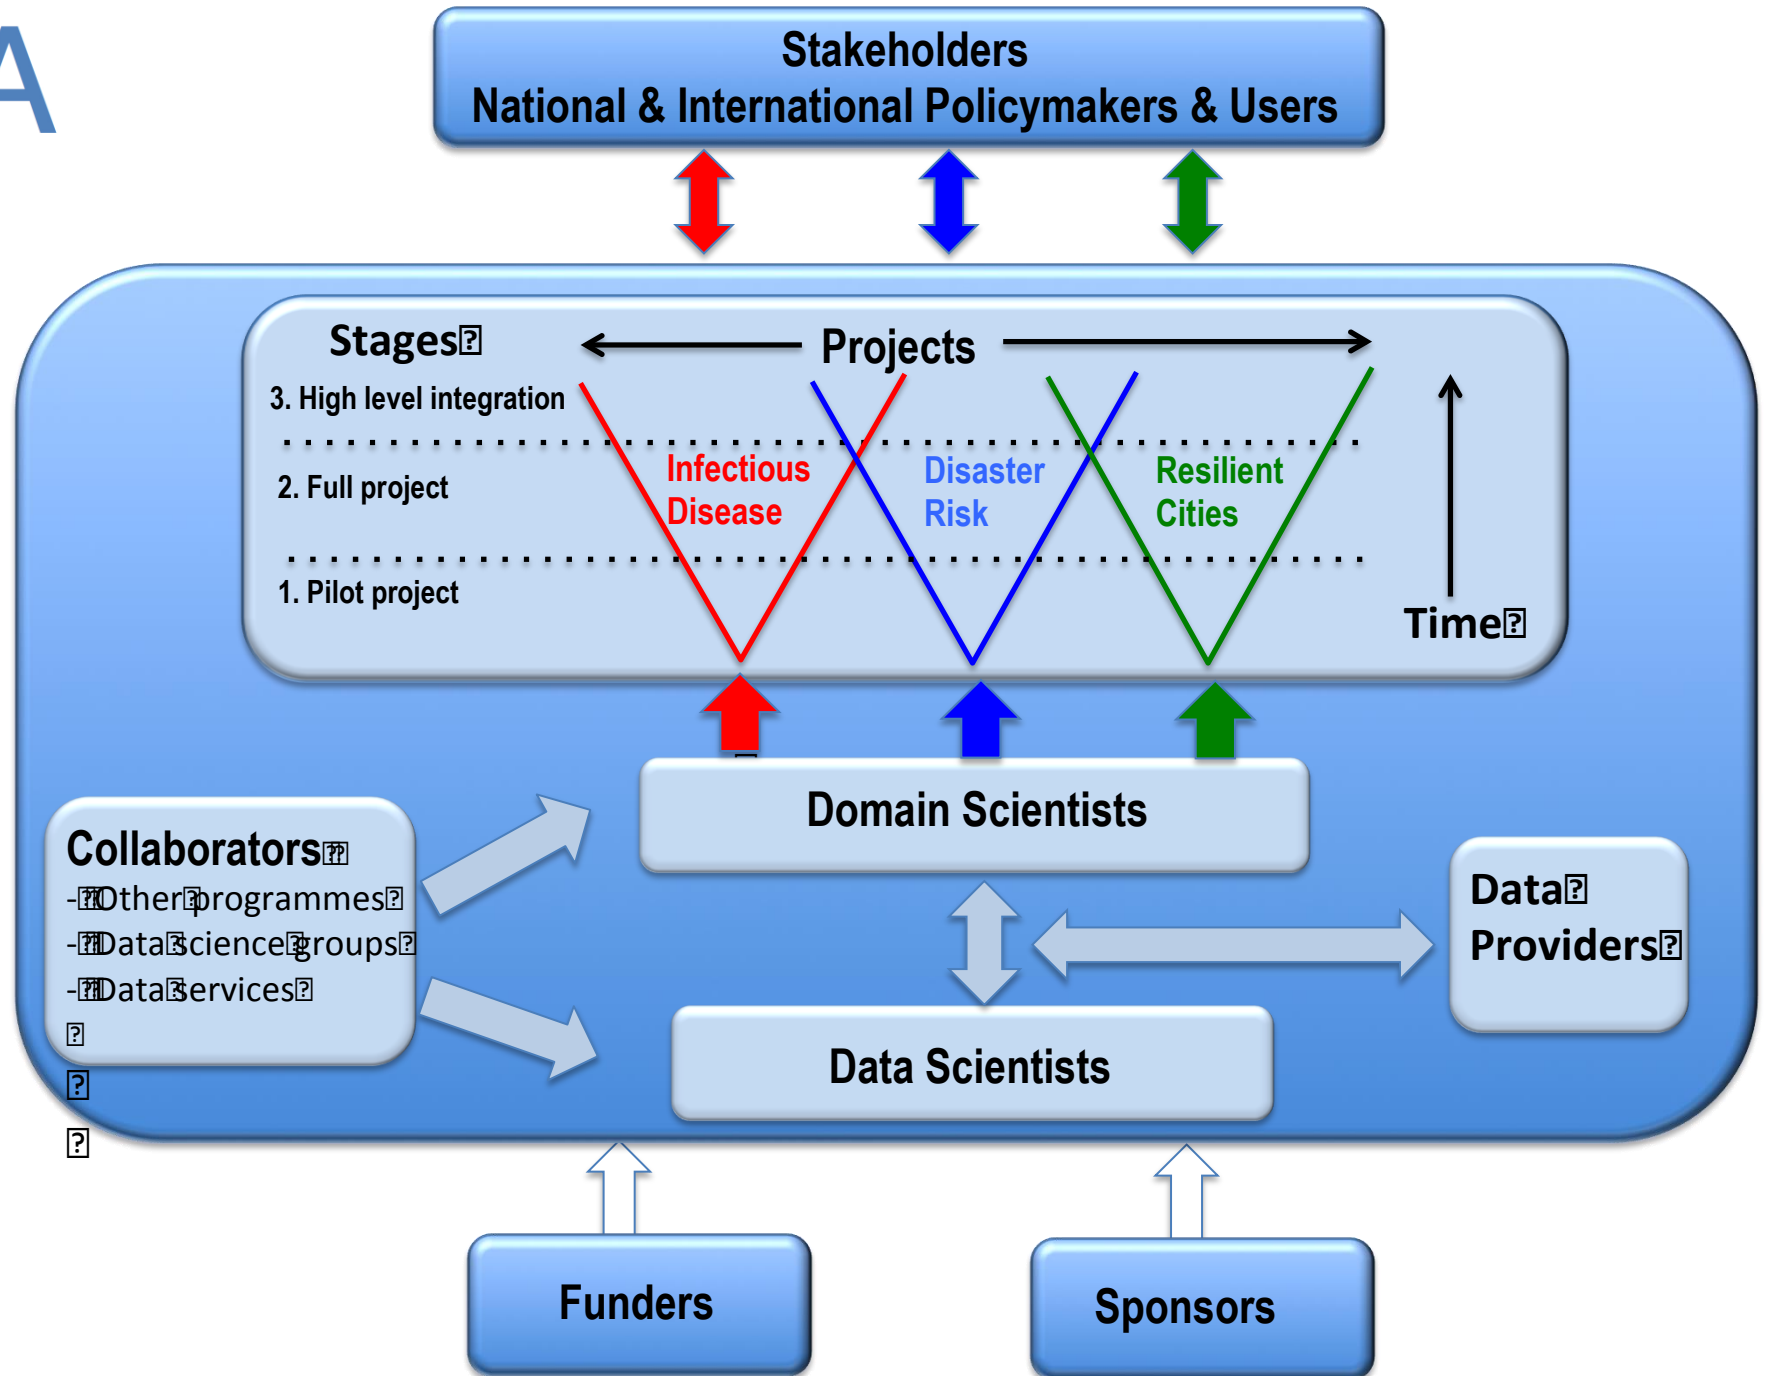 A
Stakeholders
National & International Policymakers & Users
Stages
Projects
3. High level integration
Infectious
Disease
Disaster
Risk
Resilient
Cities
2. Full project
1. Pilot project
Time
Domain Scientists
Collaborators
- Other programmes
- Data science groups
- Data services
Data
Providers
Data Scientists
Funders
Sponsors